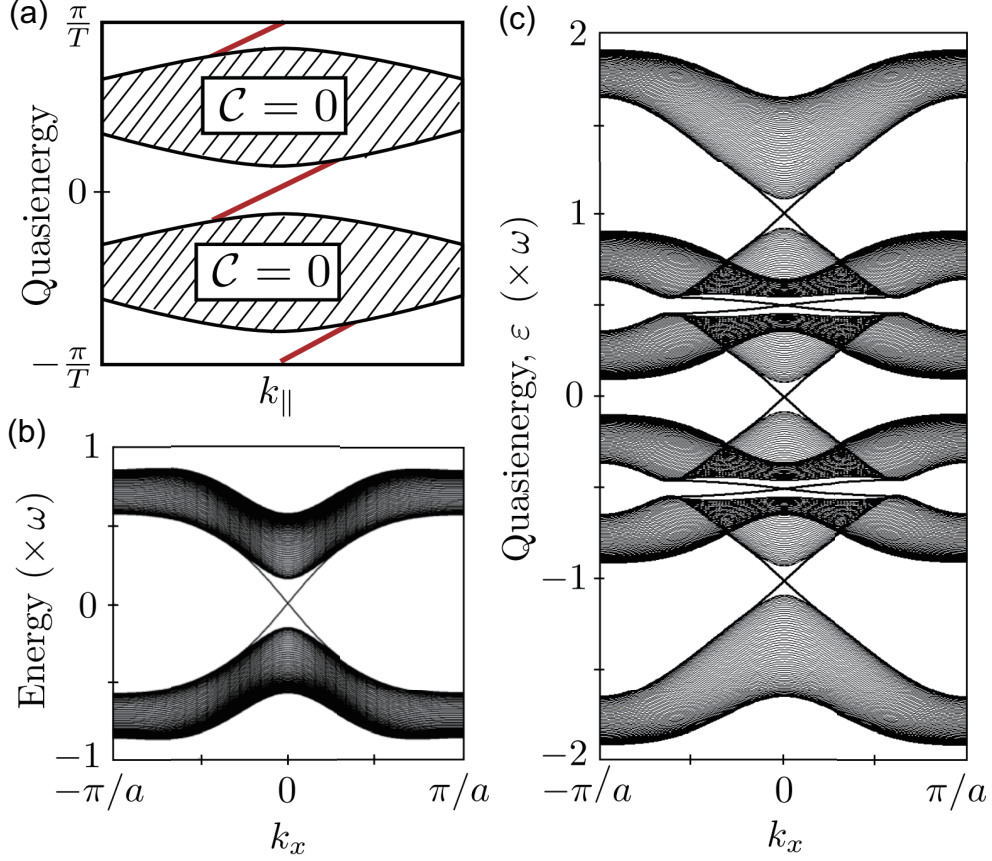 (a)
π/T
0
-π/T
Quasienergy
C = 0
C = 0
k∥
(b)
1
0
-1
Energy (× ω)
-π/a 0 π/a
kx
(c)
2
1
0
-1
-2
Quasienergy, ε (× ω)
-π/a 0 π/a
kx